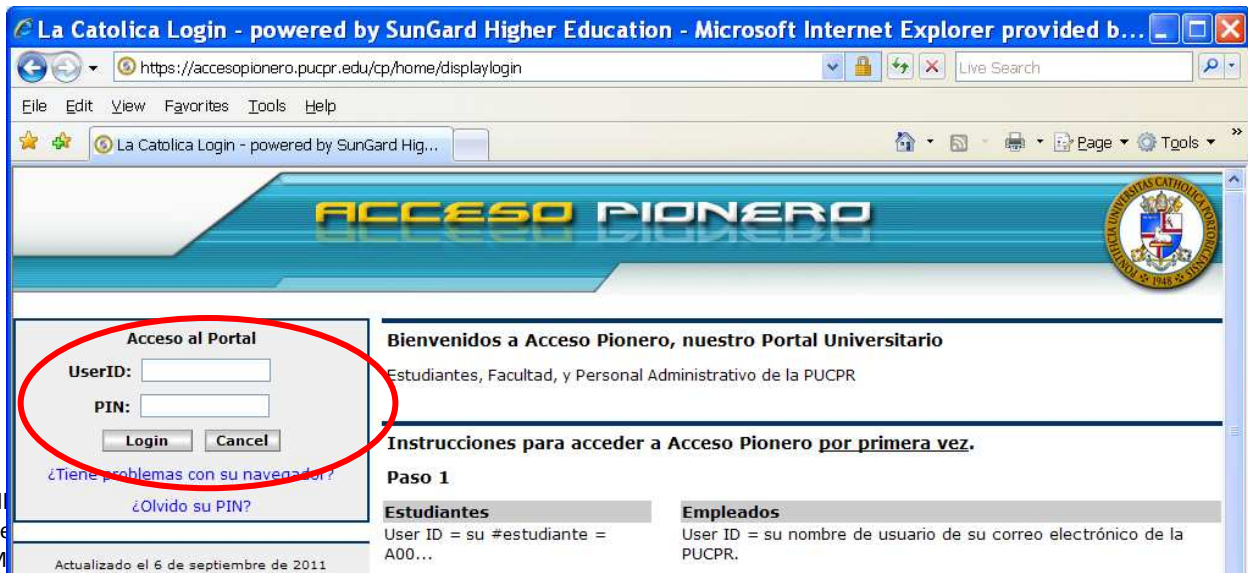 La Catolica Login - powered by SunGard Higher Education - Microsoft Internet Explorer provided b...
https://accesopionero.pucpr.edu/cp/home/displaylogin
Live Search
File Edit View Favorites Tools Help
La Catolica Login - powered by SunGard Hig...
Page Tools »
ACCESO PIONERO
PONTIFICIA UNIVERSITAS CATHOLICA PORTORICENSIS
1948
Acceso al Portal
UserID:
PIN:
Login Cancel
¿Tiene problemas con su navegador?
¿Olvido su PIN?
Actualizado el 6 de septiembre de 2011
Bienvenidos a Acceso Pionero, nuestro Portal Universitario
Estudiantes, Facultad, y Personal Administrativo de la PUCPR
Instrucciones para acceder a Acceso Pionero por primera vez.
Paso 1
Estudiantes
User ID = su #estudiante =
A00...
Empleados
User ID = su nombre de usuario de su correo electrónico de la
PUCPR.